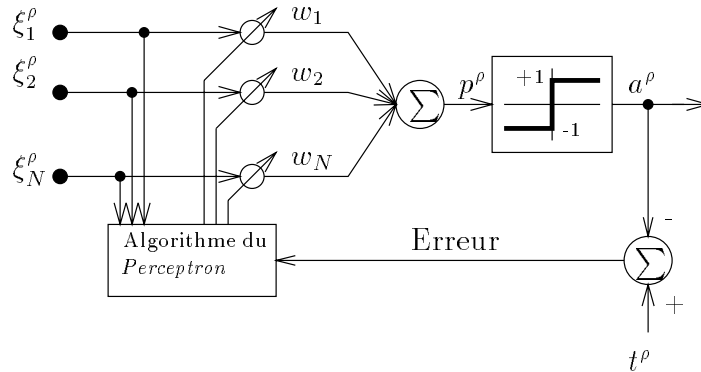 ξ₁^ρ
w₁
ξ₂^ρ
w₂
Σ
p^ρ
+1
-1
a^ρ
ξ_N^ρ
w_N
Algorithme du
Perceptron
Erreur
-
Σ
+
t^ρ